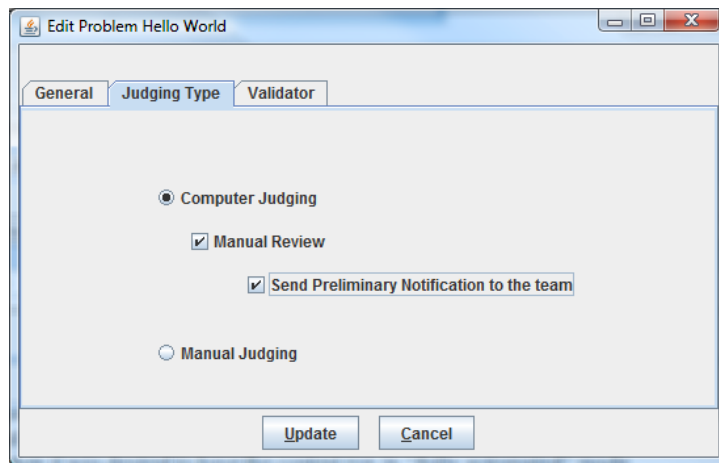 Edit Problem Hello World
General Judging Type Validator
Computer Judging
Manual Review
Send Preliminary Notification to the team
Manual Judging
Update Cancel